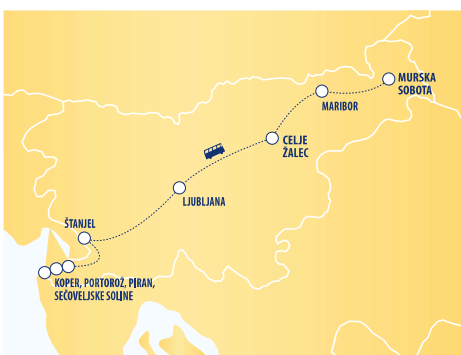 MURSKA
SOBOTA
MARIBOR
CELJE
ŽALEC
LJUBLJANA
ŠTANJEL
KOPER, PORTOROŽ, PIRAN,
SEČOVELJSKE SOLINE